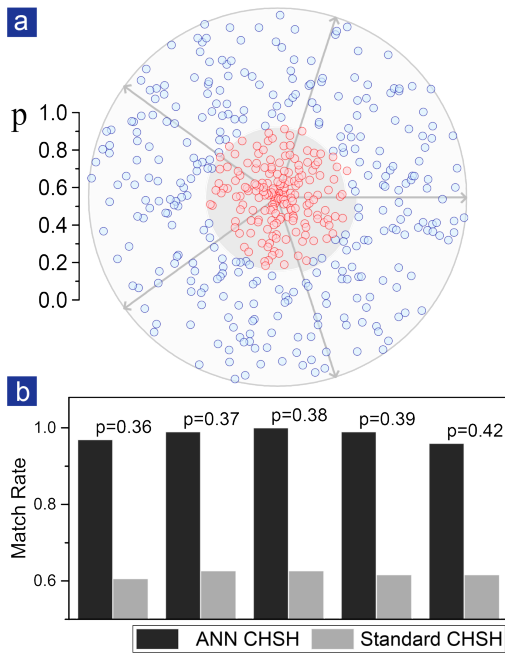 a
p
1.0
0.8
0.6
0.4
0.2
0.0
b
Match Rate
1.0
0.8
0.6
p=0.36
p=0.37
p=0.38
p=0.39
p=0.42
ANN CHSH
Standard CHSH